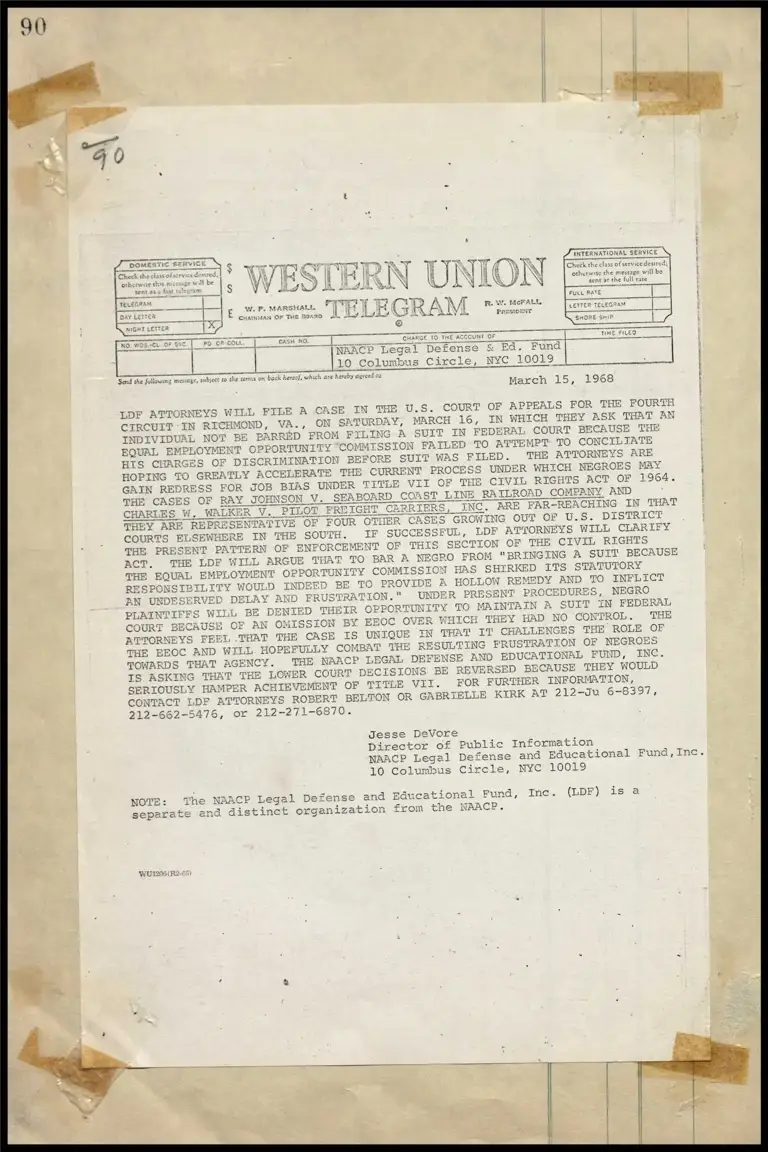 90
90
DOMESTIC SERVICE
Check the class of service desired;
otherwise this message will be
sent as a fast telegram
TELEGRAM
DAY LETTER
NIGHT LETTER X
$
S
E
WESTERN UNION
TELEGRAM
W. P. MARSHALL
CHAIRMAN OF THE BOARD
R. W. McFALL
PRESIDENT
INTERNATIONAL SERVICE
Check the class of service desired;
otherwise the message will be
sent at the full rate
FULL RATE
LETTER TELEGRAM
SHORE SHIP
NO. WDS.-CL. OF SVC.
PD. OR COLL.
CASH NO.
CHARGE TO THE ACCOUNT OF
TIME FILED
NAACP Legal Defense & Ed. Fund
10 Columbus Circle, NYC 10019
Send the following message, subject to the terms on back hereof, which are hereby agreed to
March 15, 1968
LDF ATTORNEYS WILL FILE A CASE IN THE U.S. COURT OF APPEALS FOR THE FOURTH
CIRCUIT IN RICHMOND, VA., ON SATURDAY, MARCH 16, IN WHICH THEY ASK THAT AN
INDIVIDUAL NOT BE BARRED FROM FILING A SUIT IN FEDERAL COURT BECAUSE THE
EQUAL EMPLOYMENT OPPORTUNITY COMMISSION FAILED TO ATTEMPT TO CONCILIATE
HIS CHARGES OF DISCRIMINATION BEFORE SUIT WAS FILED. THE ATTORNEYS ARE
HOPING TO GREATLY ACCELERATE THE CURRENT PROCESS UNDER WHICH NEGROES MAY
GAIN REDRESS FOR JOB BIAS UNDER TITLE VII OF THE CIVIL RIGHTS ACT OF 1964.
THE CASES OF RAY JOHNSON V. SEABOARD COAST LINE RAILROAD COMPANY AND
CHARLES W. WALKER V. PILOT FREIGHT CARRIERS, INC. ARE FAR-REACHING IN THAT
THEY ARE REPRESENTATIVE OF FOUR OTHER CASES GROWING OUT OF U.S. DISTRICT
COURTS ELSEWHERE IN THE SOUTH. IF SUCCESSFUL, LDF ATTORNEYS WILL CLARIFY
THE PRESENT PATTERN OF ENFORCEMENT OF THIS SECTION OF THE CIVIL RIGHTS
ACT. THE LDF WILL ARGUE THAT TO BAR A NEGRO FROM "BRINGING A SUIT BECAUSE
THE EQUAL EMPLOYMENT OPPORTUNITY COMMISSION HAS SHIRKED ITS STATUTORY
RESPONSIBILITY WOULD INDEED BE TO PROVIDE A HOLLOW REMEDY AND TO INFLICT
AN UNDESERVED DELAY AND FRUSTRATION." UNDER PRESENT PROCEDURES, NEGRO
PLAINTIFFS WILL BE DENIED THEIR OPPORTUNITY TO MAINTAIN A SUIT IN FEDERAL
COURT BECAUSE OF AN OMISSION BY EEOC OVER WHICH THEY HAD NO CONTROL. THE
ATTORNEYS FEEL THAT THE CASE IS UNIQUE IN THAT IT CHALLENGES THE ROLE OF
THE EEOC AND WILL HOPEFULLY COMBAT THE RESULTING FRUSTRATION OF NEGROES
TOWARDS THAT AGENCY. THE NAACP LEGAL DEFENSE AND EDUCATIONAL FUND, INC.
IS ASKING THAT THE LOWER COURT DECISIONS BE REVERSED BECAUSE THEY WOULD
SERIOUSLY HAMPER ACHIEVEMENT OF TITLE VII. FOR FURTHER INFORMATION,
CONTACT LDF ATTORNEYS ROBERT BELTON OR GABRIELLE KIRK AT 212-Ju 6-8397,
212-662-5476, or 212-271-6870.
Jesse DeVore
Director of Public Information
NAACP Legal Defense and Educational Fund,Inc.
10 Columbus Circle, NYC 10019
NOTE: The NAACP Legal Defense and Educational Fund, Inc. (LDF) is a
separate and distinct organization from the NAACP.
WU1206(R2-65)